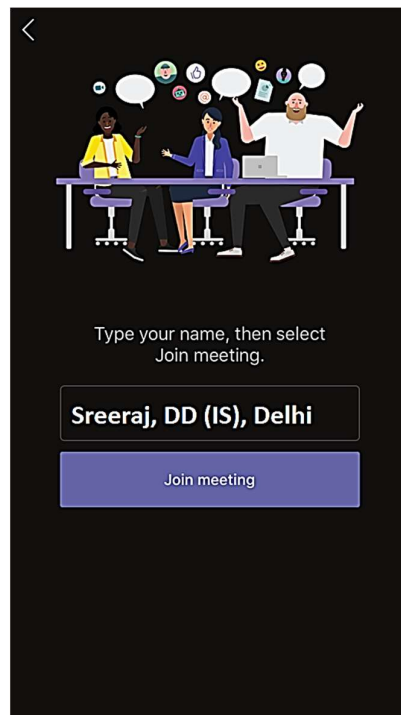 Type your name, then select
Join meeting.
Sreeraj, DD (IS), Delhi
Join meeting